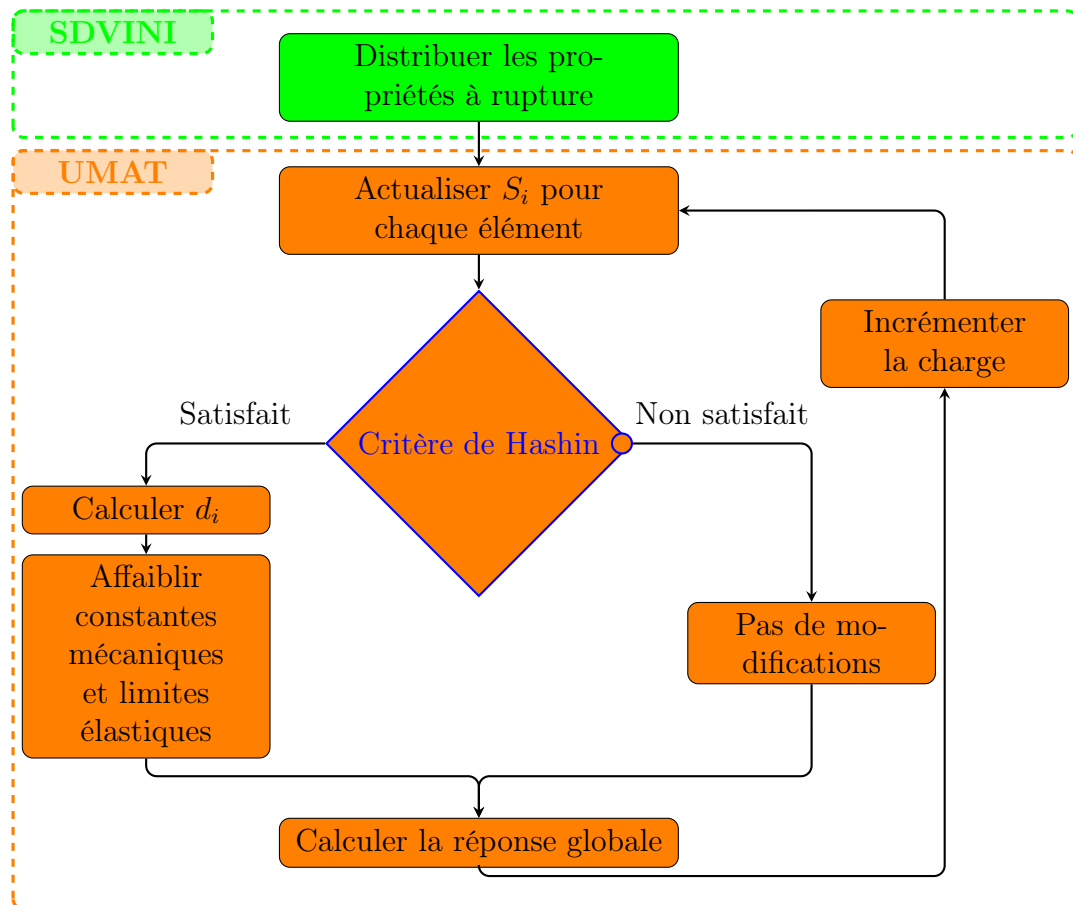 SDVINI
Distribuer les pro-
priétés à rupture
UMAT
Actualiser $S_i$ pour
chaque élément
Incrémenter
la charge
Satisfait
Non satisfait
Critère de Hashin
Calculer $d_i$
Affaiblir
constantes
mécaniques
et limites
élastiques
Pas de mo-
difications
Calculer la réponse globale